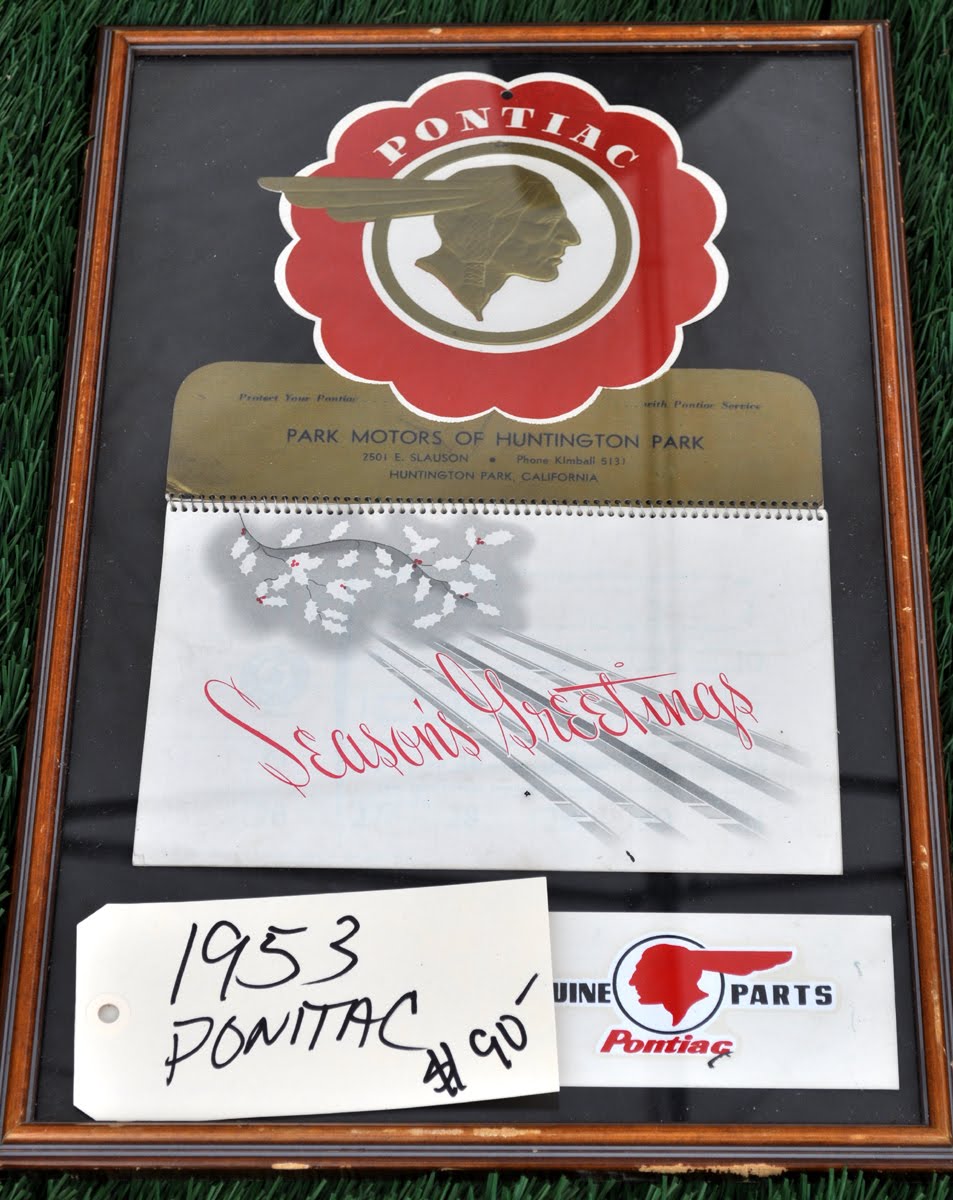 PONTIAC
Protect Your Pontiac ... ... with Pontiac Service
PARK MOTORS OF HUNTINGTON PARK
2501 E. SLAUSON • Phone Kimball 5131
HUNTINGTON PARK, CALIFORNIA
Season's Greetings
1953
PONITAC
$90
UINE PARTS
Pontiac